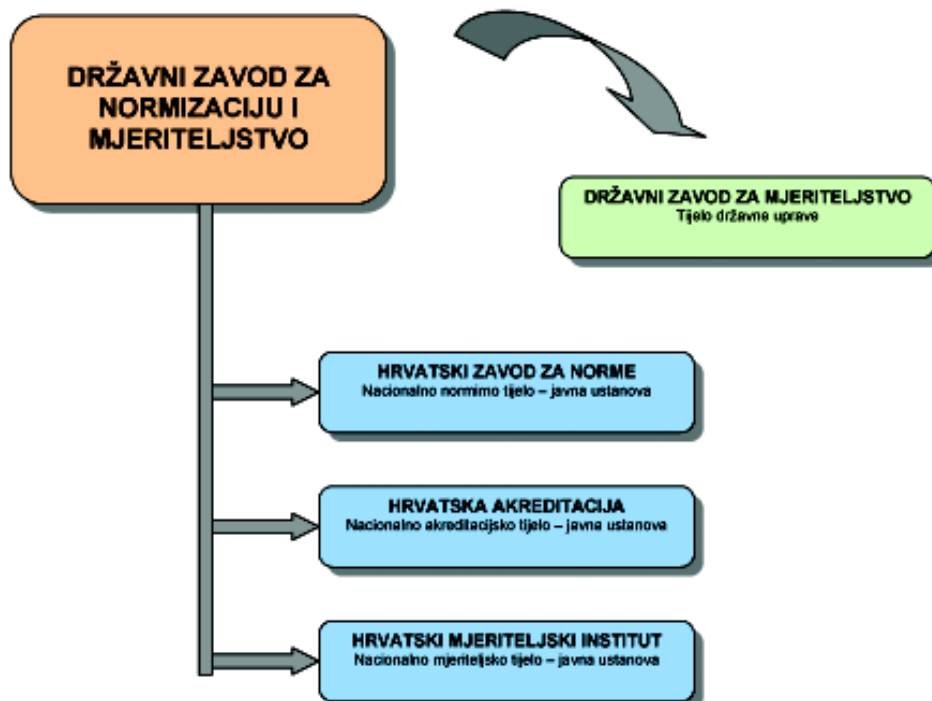 DRŽAVNI ZAVOD ZA
NORMIZACIJU I
MJERITELJSTVO
DRŽAVNI ZAVOD ZA MJERITELJSTVO
Tijelo državne uprave
HRVATSKI ZAVOD ZA NORME
Nacionalno normirno tijelo – javna ustanova
HRVATSKA AKREDITACIJA
Nacionalno akreditacijsko tijelo – javna ustanova
HRVATSKI MJERITELJSKI INSTITUT
Nacionalno mjeriteljsko tijelo – javna ustanova